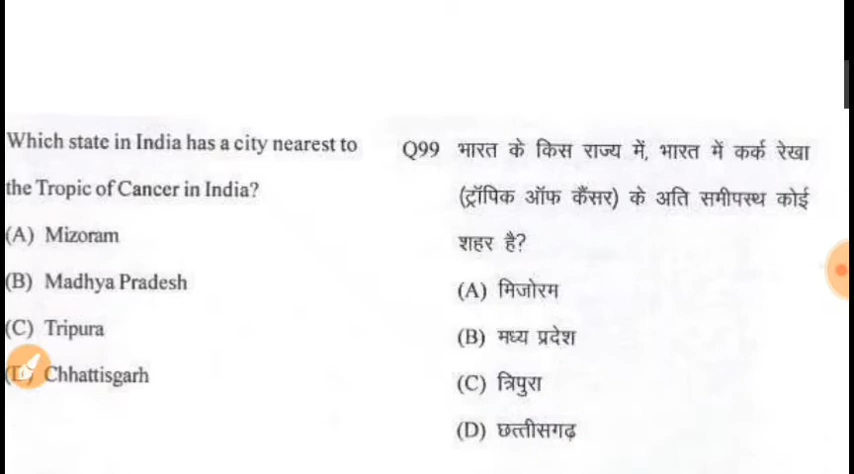 Which state in India has a city nearest to
the Tropic of Cancer in India?
(A) Mizoram
(B) Madhya Pradesh
(C) Tripura
Chhattisgarh
Q99 भारत के किस राज्य में, भारत में कर्क रेखा
(ट्रॉपिक ऑफ कैंसर) के अति समीपस्थ कोई
शहर है?
(A) मिजोरम
(B) मध्य प्रदेश
(C) त्रिपुरा
(D) छत्तीसगढ़